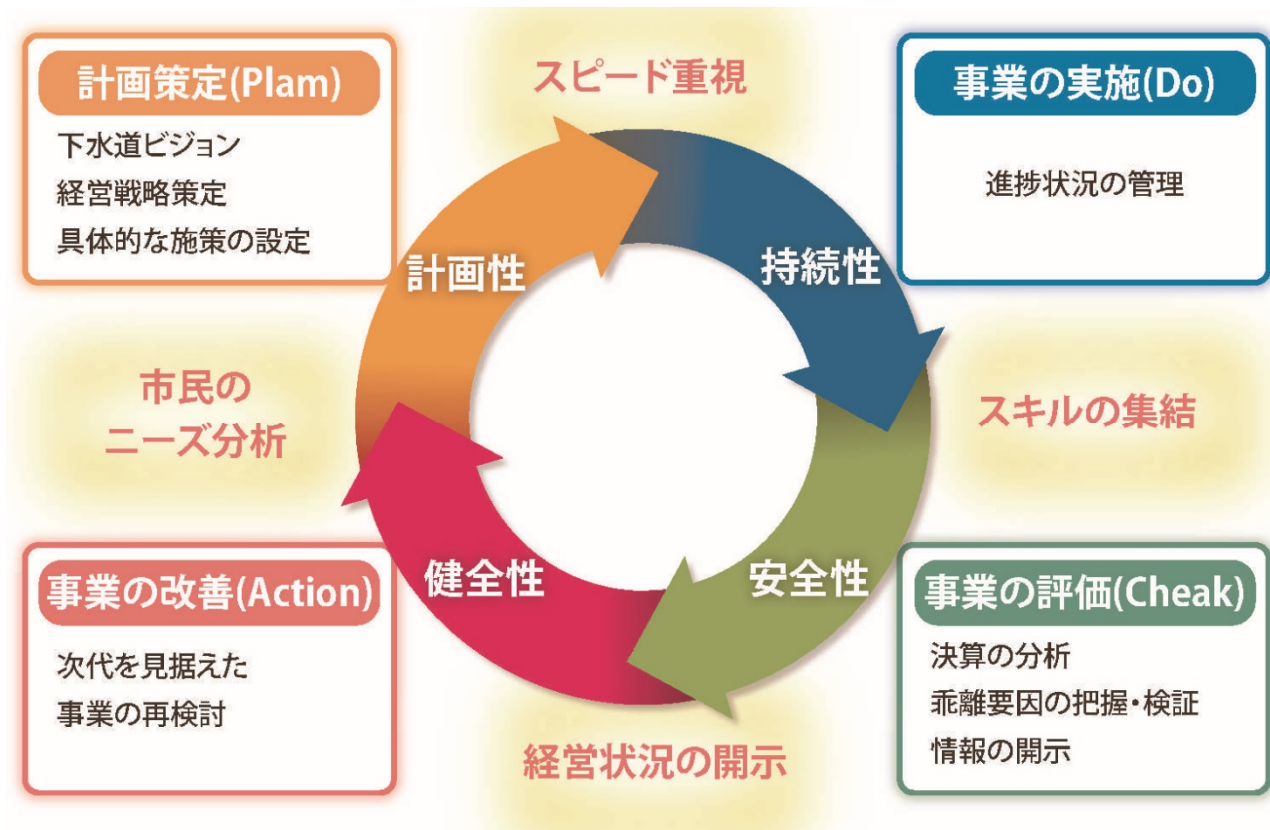 計画策定(Plam)
下水道ビジョン
経営戦略策定
具体的な施策の設定
スピード重視
事業の実施(Do)
進捗状況の管理
計画性
持続性
市民の
ニーズ分析
スキルの集結
健全性
安全性
事業の改善(Action)
次代を見据えた
事業の再検討
経営状況の開示
事業の評価(Cheak)
決算の分析
乖離要因の把握・検証
情報の開示